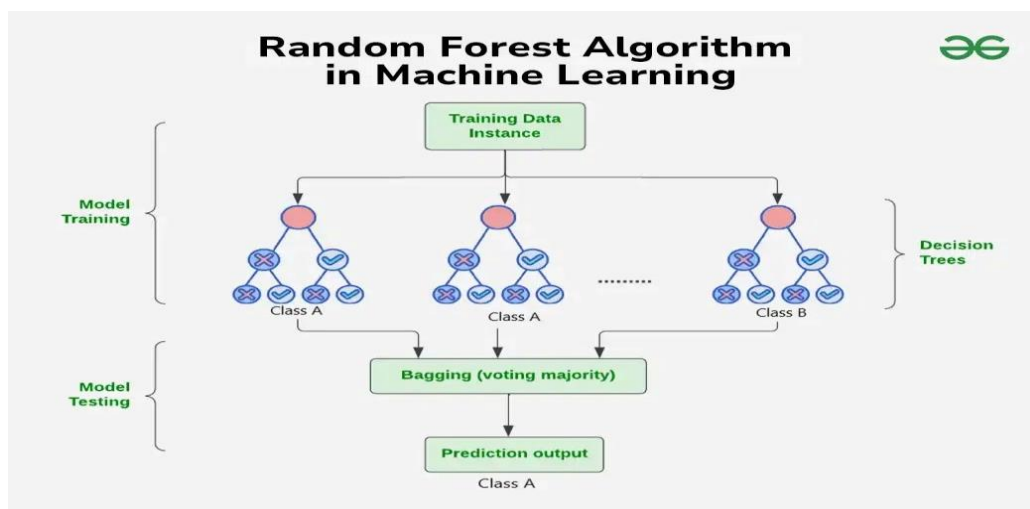 Random Forest Algorithm
in Machine Learning
Training Data
Instance
Model
Training
Decision
Trees
.........
Class A
Class A
Class B
Bagging (voting majority)
Model
Testing
Prediction output
Class A